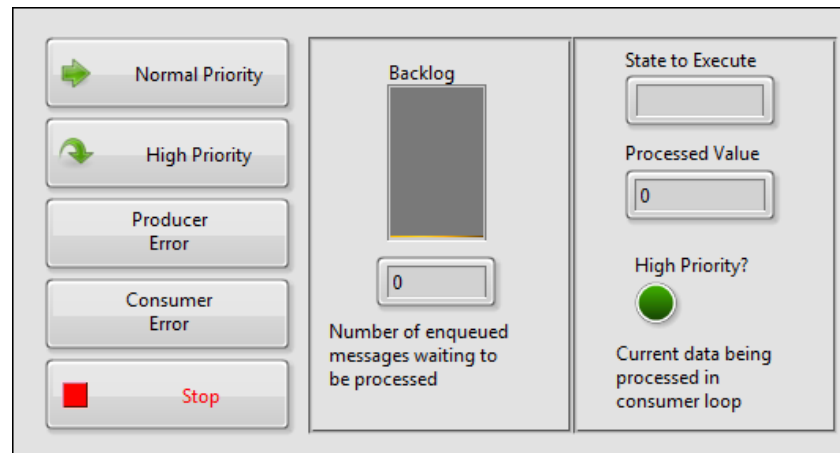 Normal Priority
High Priority
Producer
Error
Consumer
Error
Stop
Backlog
0
Number of enqueued
messages waiting to
be processed
State to Execute
Processed Value
0
High Priority?
Current data being
processed in
consumer loop